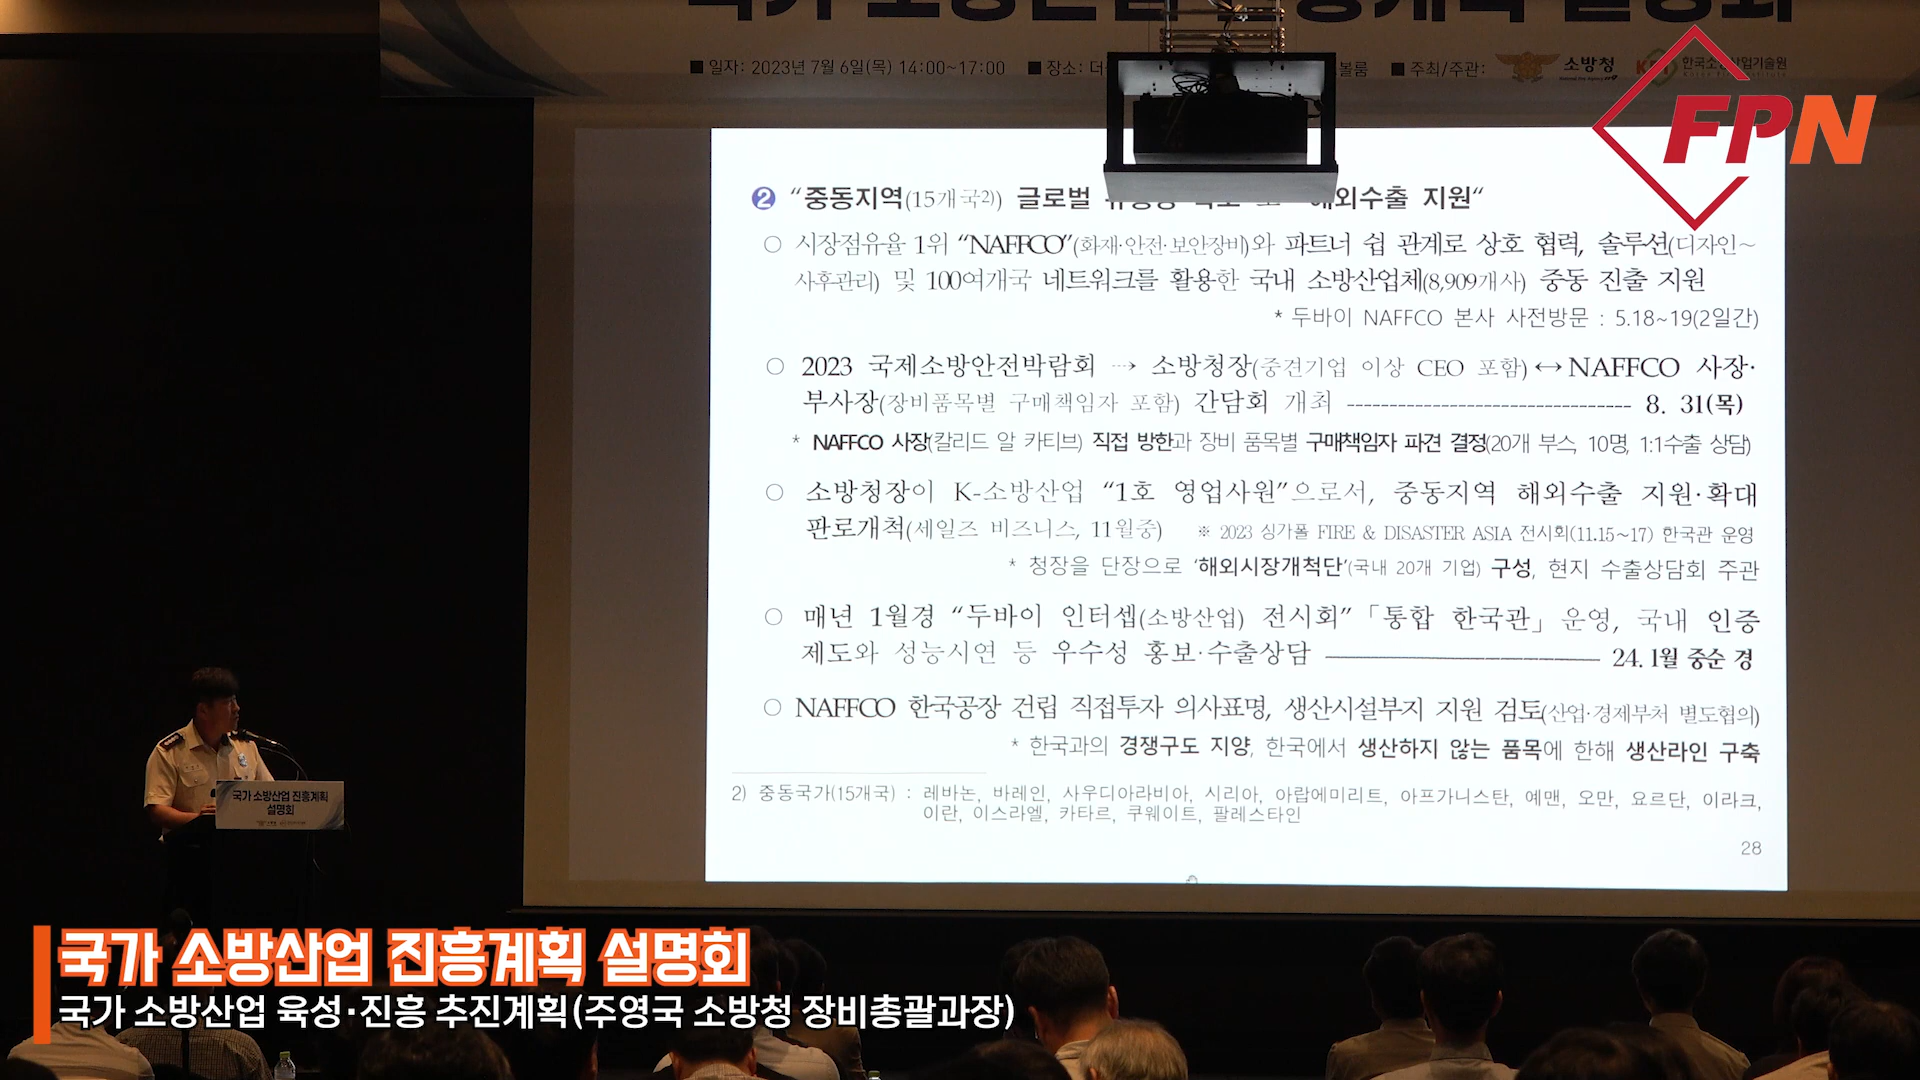 ■ 일자: 2023년 7월 6일(목) 14:00~17:00 ■ 장소: 볼룸 ■ 주최/주관: 소방청
FPN
❷ “중동지역(15개국2)) 글로벌 해외수출 지원“
○ 시장점유율 1위 “NAFFCO”(화재·안전·보안장비)와 파트너 쉽 관계로 상호 협력, 솔루션(디자인~
사후관리) 및 100여개국 네트워크를 활용한 국내 소방산업체(8,909개사) 중동 진출 지원
* 두바이 NAFFCO 본사 사전방문 : 5.18~19(2일간)
○ 2023 국제소방안전박람회 ⇢ 소방청장(중견기업 이상 CEO 포함)↔NAFFCO 사장·
부사장(장비품목별 구매책임자 포함) 간담회 개최 ---------------------------------- 8. 31(목)
* NAFFCO 사장(칼리드 알 카티브) 직접 방한과 장비 품목별 구매책임자 파견 결정(20개 부스, 10명, 1:1수출 상담)
○ 소방청장이 K-소방산업 “1호 영업사원”으로서, 중동지역 해외수출 지원·확대
판로개척(세일즈 비즈니스, 11월중) ※ 2023 싱가폴 FIRE & DISASTER ASIA 전시회(11.15~17) 한국관 운영
* 청장을 단장으로 ‘해외시장개척단’(국내 20개 기업) 구성, 현지 수출상담회 주관
○ 매년 1월경 “두바이 인터셉(소방산업) 전시회” 「통합 한국관」 운영, 국내 인증
제도와 성능시연 등 우수성 홍보·수출상담 ---------------------------------- 24. 1월 중순 경
○ NAFFCO 한국공장 건립 직접투자 의사표명, 생산시설부지 지원 검토(산업·경제부처 별도협의)
* 한국과의 경쟁구도 지양, 한국에서 생산하지 않는 품목에 한해 생산라인 구축
2) 중동국가(15개국) : 레바논, 바레인, 사우디아라비아, 시리아, 아랍에미리트, 아프가니스탄, 예맨, 오만, 요르단, 이라크,
이란, 이스라엘, 카타르, 쿠웨이트, 팔레스타인
28
국가 소방산업 진흥계획
설명회
국가 소방산업 진흥계획 설명회
국가 소방산업 육성·진흥 추진계획(주영국 소방청 장비총괄과장)